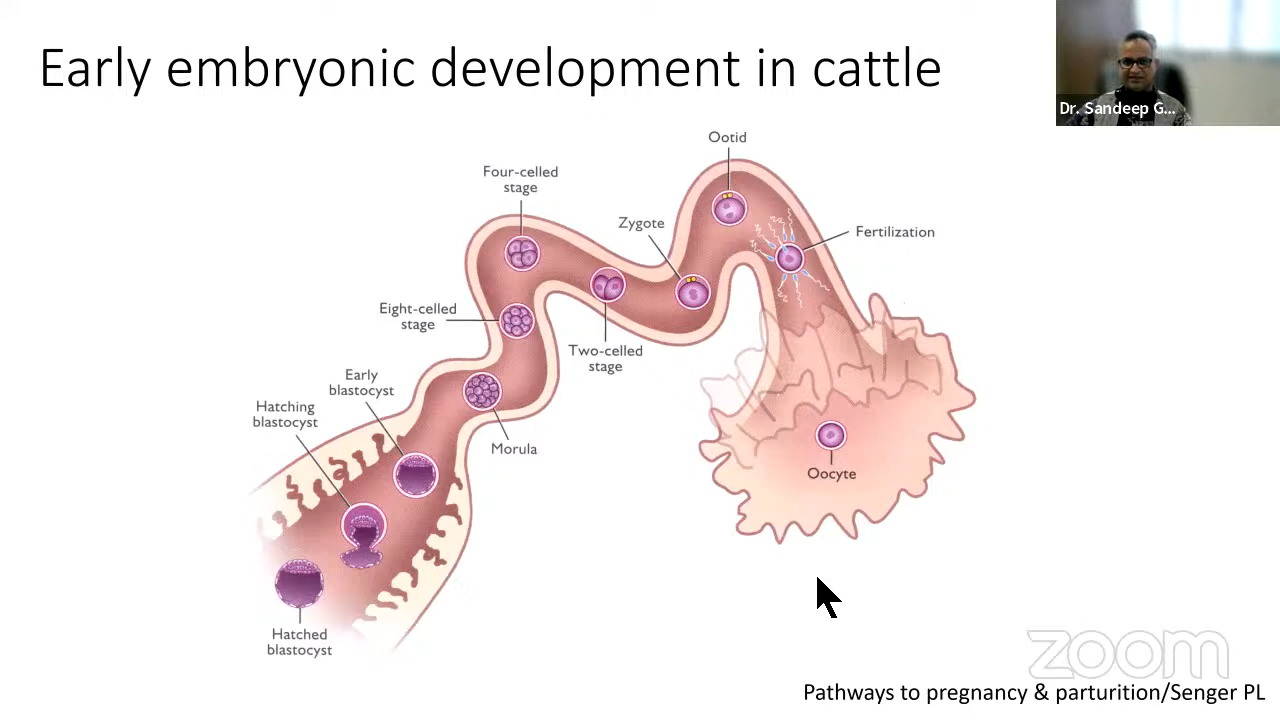 Early embryonic development in cattle
Dr. Sandeep G...
Ootid
Four-celled
stage
Zygote
Fertilization
Eight-celled
stage
Two-celled
stage
Early
blastocyst
Hatching
blastocyst
Morula
Oocyte
Hatched
blastocyst
zoom
Pathways to pregnancy & parturition/Senger PL